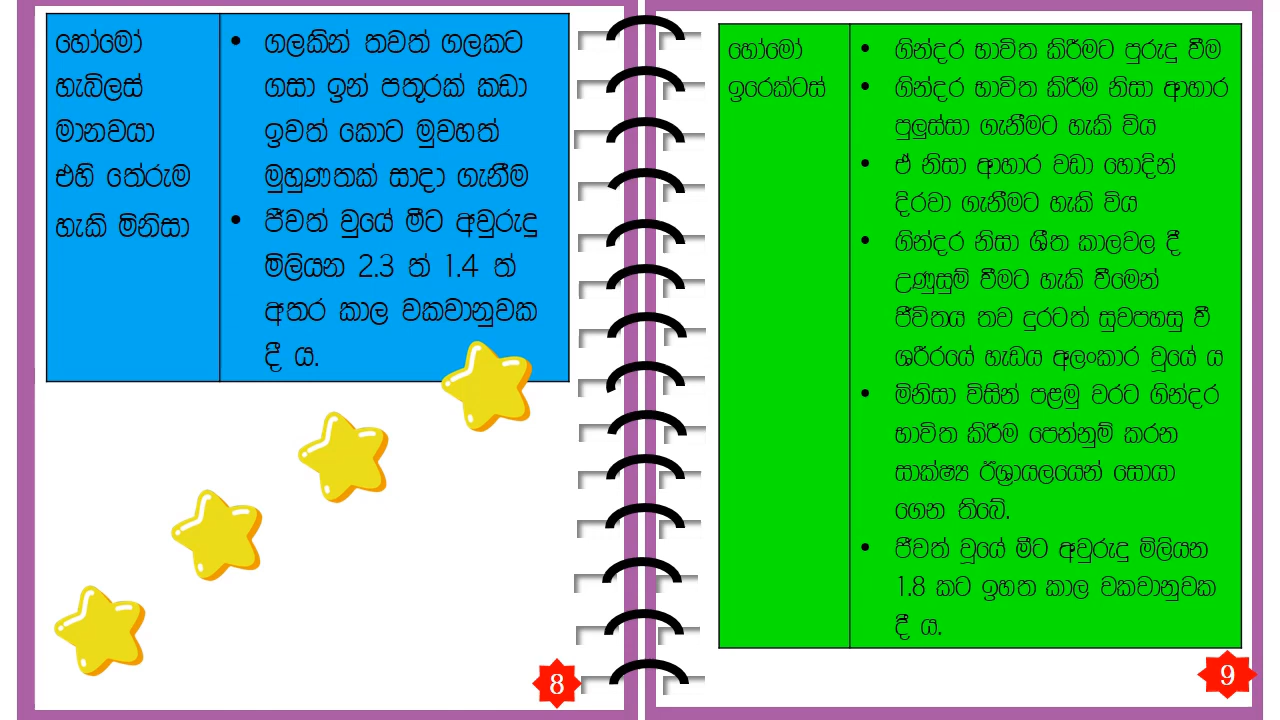 හෝමෝ
හැබිලස්
මානවයා
එහි තේරුම
හැකි මිනිසා
• ගලකින් තවත් ගලකට
ගසා ඉන් පතුරක් කඩා
ඉවත් කොට මුවහත්
මුහුණතක් සාදා ගැනීම
• ජීවත් වුයේ මීට අවුරුදු
මිලියන 2.3 ත් 1.4 ත්
අතර කාල වකවානුවක
දී ය.
8
හෝමෝ
ඉරෙක්ටස්
• ගින්දර භාවිත කිරීමට පුරුදු වීම
• ගින්දර භාවිත කිරීම නිසා ආහාර
පුලුස්සා ගැනීමට හැකි විය
• ඒ නිසා ආහාර වඩා හොදින්
දිරවා ගැනීමට හැකි විය
• ගින්දර නිසා ශීත කාලවල දී
උණුසුම් වීමට හැකි වීමෙන්
ජීවිතය තව දුරටත් සුවපහසු වී
ශරීරයේ හැඩය අලංකාර වූයේ ය
• මිනිසා විසින් පළමු වරට ගින්දර
භාවිත කිරීම පෙන්නුම් කරන
සාක්ෂ්‍ය ඊශ්‍රායලයෙන් සොයා
ගෙන තිබේ.
• ජීවත් වූයේ මීට අවුරුදු මිලියන
1.8 කට ඉහත කාල වකවානුවක
දී ය.
9